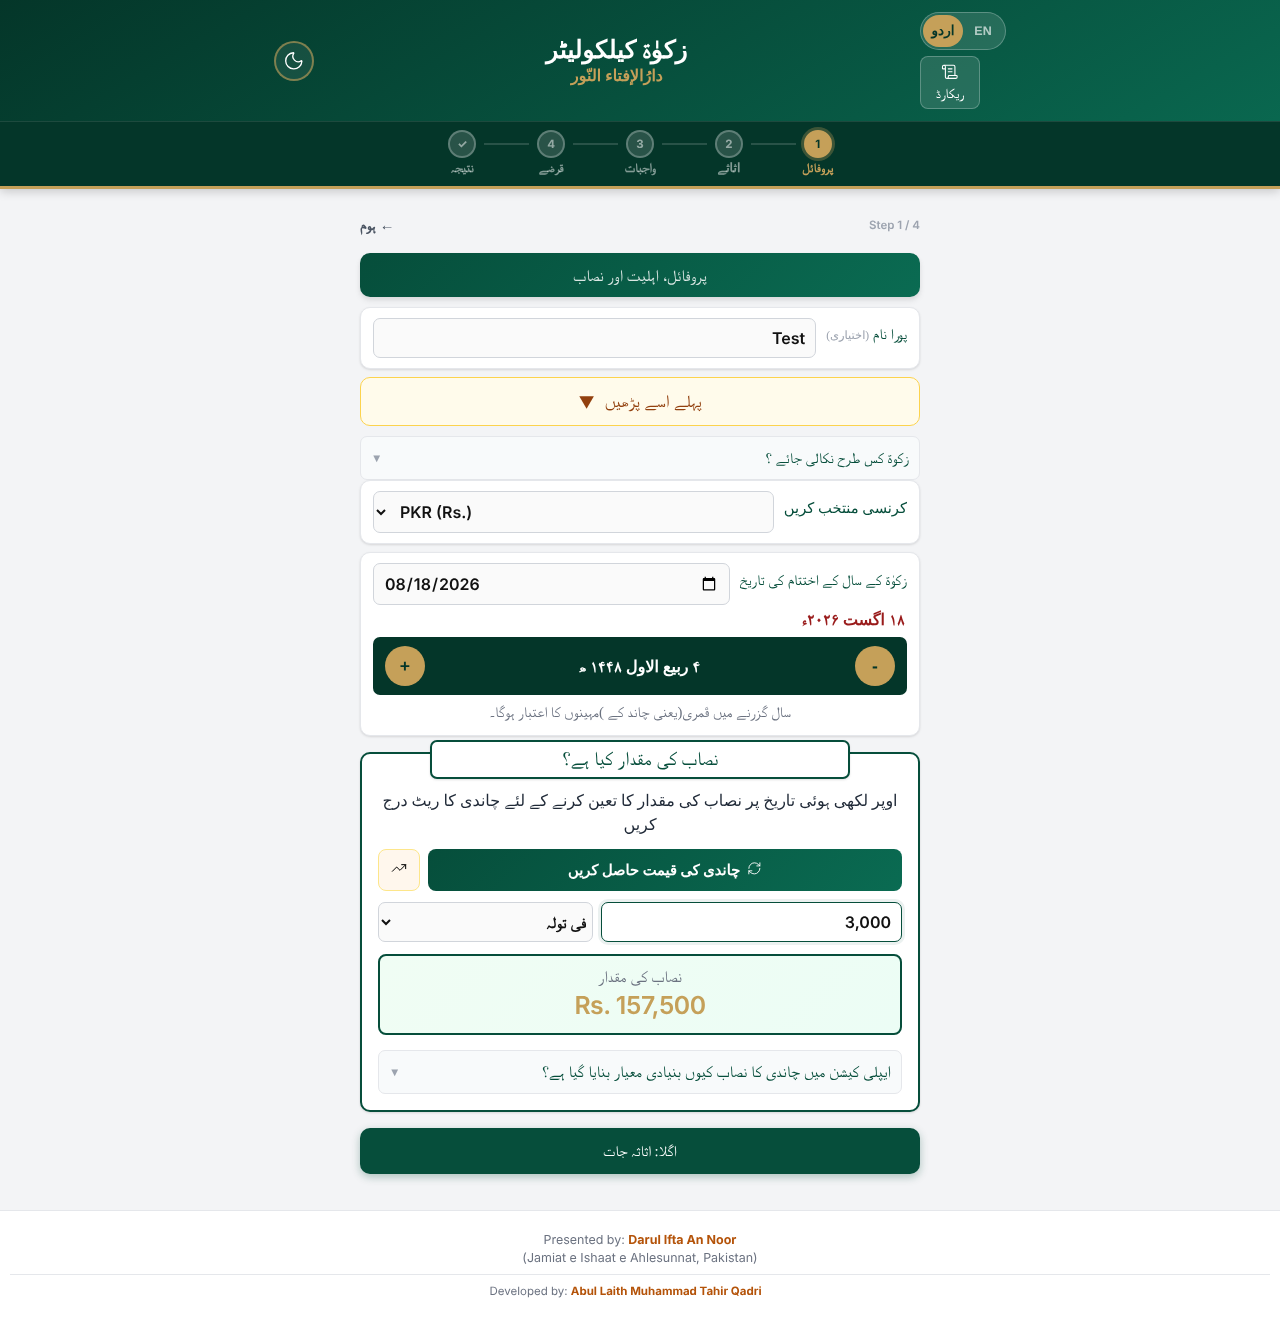 اردو EN
ریکارڈ
زکوٰۃ کیلکولیٹر
دارُالإفتاء النّور
1 2 3 4 ✓
پروفائل اثاثے واجبات قرضے نتیجہ
Step 1 / 4
← ہوم
پروفائل، اہلیت اور نصاب
پورا نام (اختیاری)
Test
پہلے اسے پڑھیں ▼
زکوۃ کس طرح نکالی جائے ؟ ▼
کرنسی منتخب کریں
PKR (Rs.)
زکوٰۃ کے سال کے اختتام کی تاریخ
08/18/2026
۱۸ اگست ۲۰۲۶ء
-
۴ ربیع الاول ۱۴۴۸ ھ
+
سال گزرنے میں قمری(یعنی چاند کے )مہینوں کا اعتبار ہوگا۔
نصاب کی مقدار کیا ہے؟
اوپر لکھی ہوئی تاریخ پر نصاب کی مقدار کا تعین کرنے کے لئے چاندی کا ریٹ درج
کریں
چاندی کی قیمت حاصل کریں
3,000
فی تولہ
نصاب کی مقدار
Rs. 157,500
ایپلی کیشن میں چاندی کا نصاب کیوں بنیادی معیار بنایا گیا ہے؟ ▼
اگلا: اثاثہ جات
Presented by: Darul Ifta An Noor
(Jamiat e Ishaat e Ahlesunnat, Pakistan)
Developed by: Abul Laith Muhammad Tahir Qadri